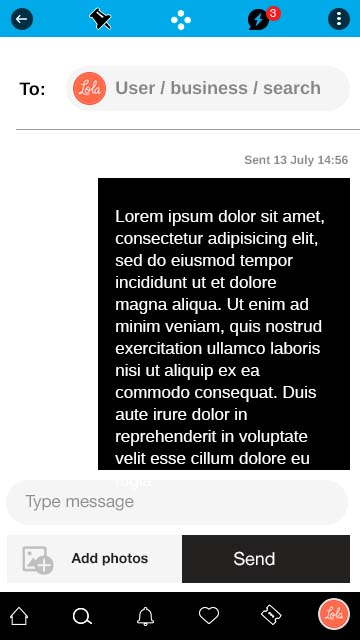 3
To:
Lola
User / business / search
Sent 13 July 14:56
Lorem ipsum dolor sit amet,
consectetur adipisicing elit,
sed do eiusmod tempor
incididunt ut et dolore
magna aliqua. Ut enim ad
minim veniam, quis nostrud
exercitation ullamco laboris
nisi ut aliquip ex ea
commodo consequat. Duis
aute irure dolor in
reprehenderit in voluptate
velit esse cillum dolore eu
Type message
Add photos
Send
Lola